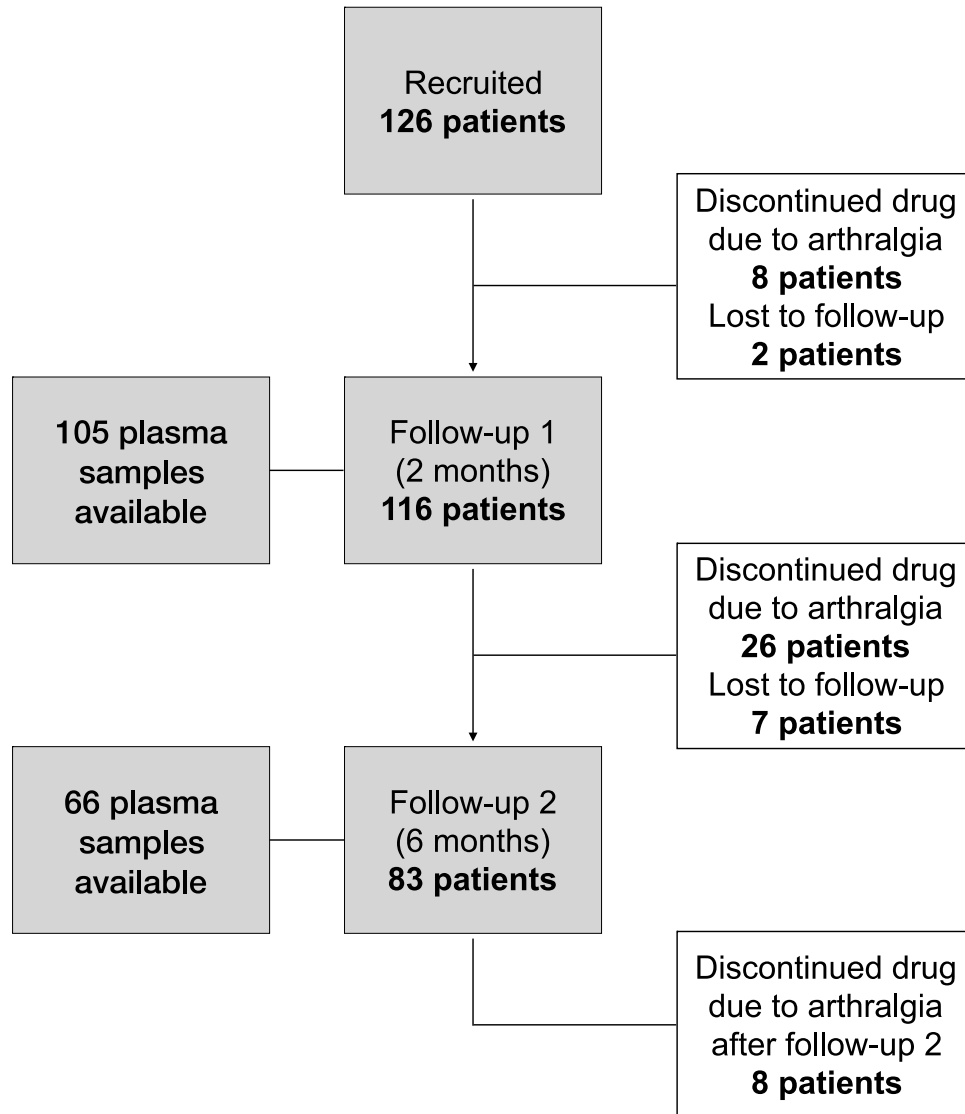 Recruited
126 patients
Discontinued drug
due to arthralgia
8 patients
Lost to follow-up
2 patients
105 plasma
samples
available
Follow-up 1
(2 months)
116 patients
Discontinued drug
due to arthralgia
26 patients
Lost to follow-up
7 patients
66 plasma
samples
available
Follow-up 2
(6 months)
83 patients
Discontinued drug
due to arthralgia
after follow-up 2
8 patients